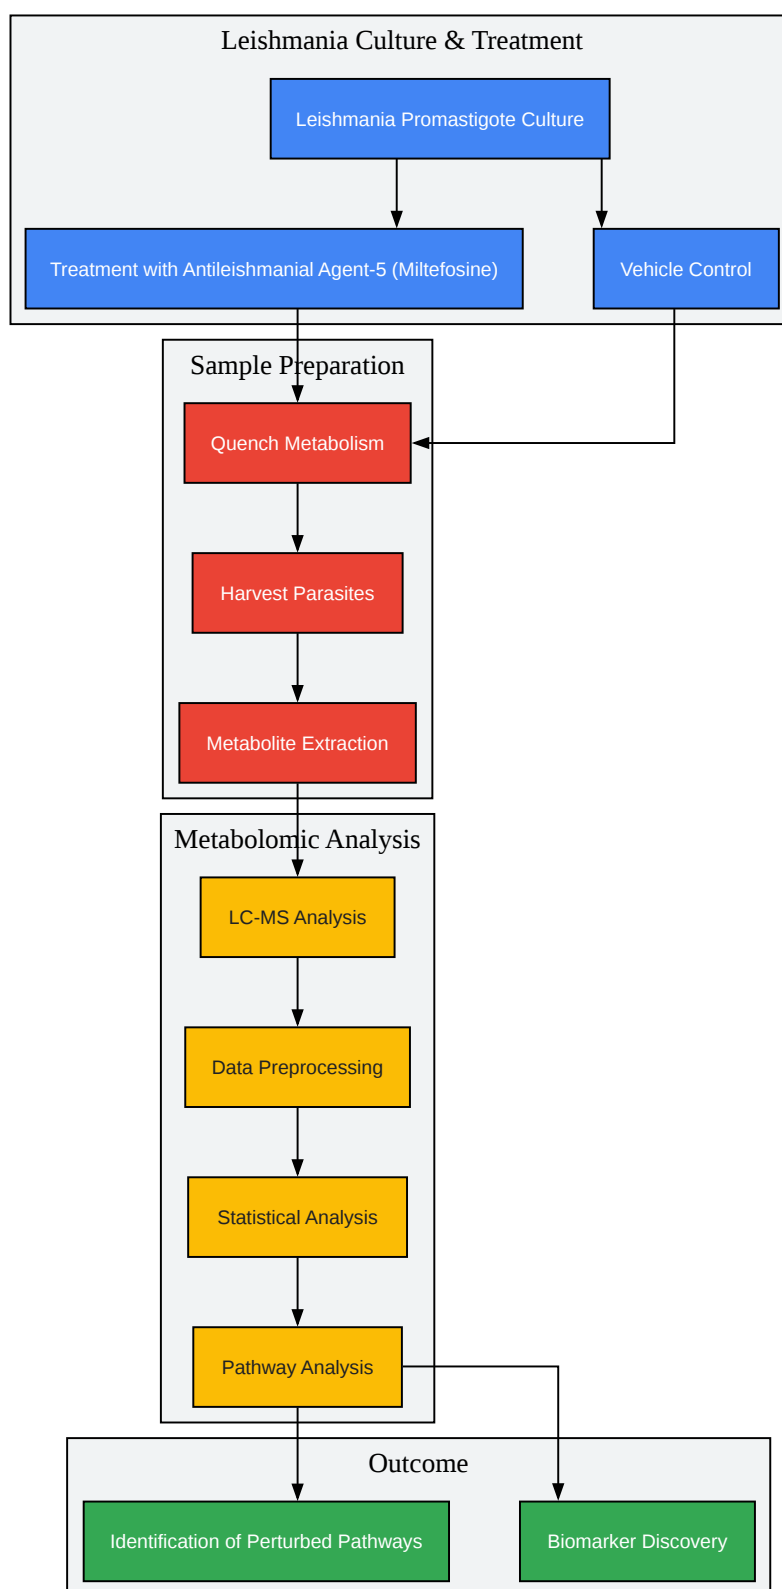 Leishmania Culture & Treatment
Leishmania Promastigote Culture
Treatment with Antileishmanial Agent-5 (Miltefosine)
Vehicle Control
Sample Preparation
Quench Metabolism
Harvest Parasites
Metabolite Extraction
Metabolomic Analysis
LC-MS Analysis
Data Preprocessing
Statistical Analysis
Pathway Analysis
Outcome
Identification of Perturbed Pathways
Biomarker Discovery